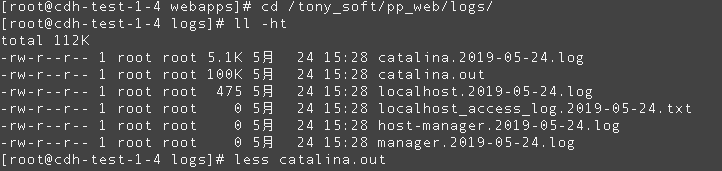 [root@cdh-test-1-4 webapps]# cd /tony_soft/pp_web/logs/
[root@cdh-test-1-4 logs]# ll -ht
total 112K
-rw-r--r-- 1 root root 5.1K 5月  24 15:28 catalina.2019-05-24.log
-rw-r--r-- 1 root root 100K 5月  24 15:28 catalina.out
-rw-r--r-- 1 root root  475 5月  24 15:28 localhost.2019-05-24.log
-rw-r--r-- 1 root root    0 5月  24 15:28 localhost_access_log.2019-05-24.txt
-rw-r--r-- 1 root root    0 5月  24 15:28 host-manager.2019-05-24.log
-rw-r--r-- 1 root root    0 5月  24 15:28 manager.2019-05-24.log
[root@cdh-test-1-4 logs]# less catalina.out